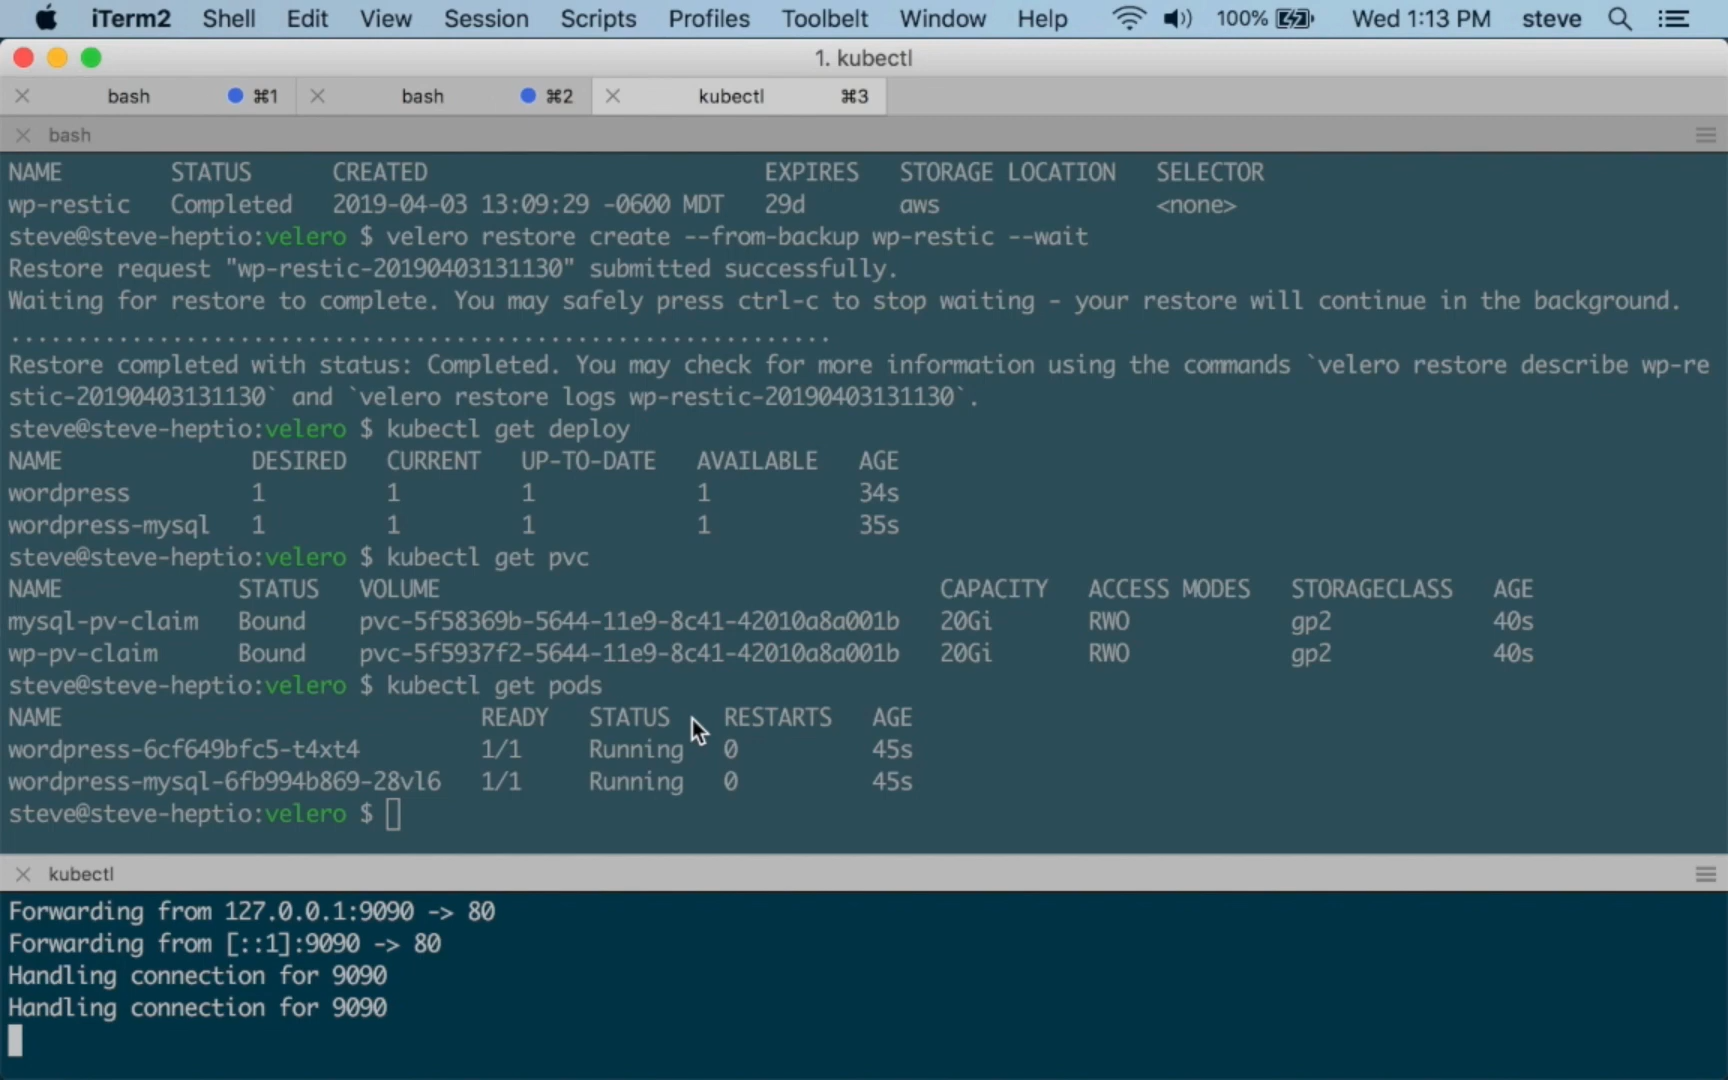 iTerm2 Shell Edit View Session Scripts Profiles Toolbelt Window Help 100% Wed 1:13 PM steve
1. kubectl
bash ⌘1 bash ⌘2 kubectl ⌘3
bash
NAME STATUS CREATED EXPIRES STORAGE LOCATION SELECTOR
wp-restic Completed 2019-04-03 13:09:29 -0600 MDT 29d aws <none>
steve@steve-heptio:velero $ velero restore create --from-backup wp-restic --wait
Restore request "wp-restic-20190403131130" submitted successfully.
Waiting for restore to complete. You may safely press ctrl-c to stop waiting - your restore will continue in the background.
.............................................................
Restore completed with status: Completed. You may check for more information using the commands `velero restore describe wp-re
stic-20190403131130` and `velero restore logs wp-restic-20190403131130`.
steve@steve-heptio:velero $ kubectl get deploy
NAME DESIRED CURRENT UP-TO-DATE AVAILABLE AGE
wordpress 1 1 1 1 34s
wordpress-mysql 1 1 1 1 35s
steve@steve-heptio:velero $ kubectl get pvc
NAME STATUS VOLUME CAPACITY ACCESS MODES STORAGECLASS AGE
mysql-pv-claim Bound pvc-5f58369b-5644-11e9-8c41-42010a8a001b 20Gi RWO gp2 40s
wp-pv-claim Bound pvc-5f5937f2-5644-11e9-8c41-42010a8a001b 20Gi RWO gp2 40s
steve@steve-heptio:velero $ kubectl get pods
NAME READY STATUS RESTARTS AGE
wordpress-6cf649bfc5-t4xt4 1/1 Running 0 45s
wordpress-mysql-6fb994b869-28vl6 1/1 Running 0 45s
steve@steve-heptio:velero $
kubectl
Forwarding from 127.0.0.1:9090 -> 80
Forwarding from [::1]:9090 -> 80
Handling connection for 9090
Handling connection for 9090